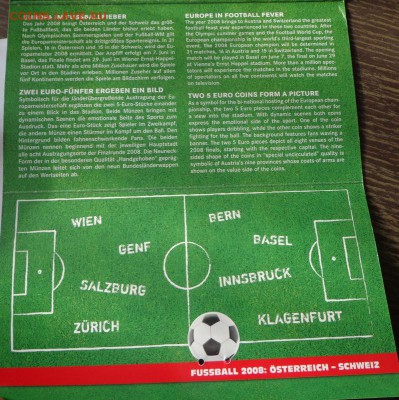 EUROPA IM FUSSBALLFIEBER
Das Jahr 2008 bringt Österreich und der Schweiz das größ-
te Fußballfest, das die beiden Länder bisher erlebt haben.
Nach Olympischen Sommerspielen und der Fußball-WM gilt
die Europameisterschaft als drittgrößtes Sportereignis. In 31
Spielen, 16 in Österreich und 15 in der Schweiz, wird der Eu-
ropameister 2008 ermittelt. Der Anpfiff erfolgt am 7. Juni in
Basel, das Finale findet am 29. Juni im Wiener Ernst Happel-
Stadion statt. Mehr als eine Million Zuschauer wird die Spiele
vor Ort in den Stadien erleben. Millionen Zuseher auf allen
fünf Kontinenten werden die Spiele am Bildschirm verfolgen.
ZWEI EURO-FÜNFER ERGEBEN EIN BILD
Symbolisch für die länderübergreifende Austragung der Eu-
ropameisterschaft ergänzen die zwei 5-Euro-Stücke einander
zu einem Blick in das Stadion. Beide Münzen bringen mit
dynamischen Szenen die emotionale Seite des Sports zum
Ausdruck. Das eine Euro-Stück zeigt Spieler im Zweikampf,
die andere Münze einen Stürmer im Kampf um den Ball. Den
Hintergrund bilden fahnenschwenkende Fans. Die beiden
Münzen nennen beginnend mit der jeweiligen Hauptstadt
alle acht Austragungsorte der Finalrunde 2008. Die Neuneck-
Form der in der besonderen Qualität „Handgehoben" gepräg-
ten Münzen leitet sich von den neun Bundesländerwappen
auf den Wertseiten ab.
EUROPE IN FOOTBALL FEVER
The year 2008 brings to Austria and Switzerland the greatest
football feast ever experienced in these two countries. After
the Olympic summer games and the Football World Cup, the
European championship is the world's third-largest sporting
event. The 2008 European champion will be determined in
31 matches, 16 in Austria and 15 in Switzerland. The opening
match will be played in Basel on June 7, the final on June 29
in Vienna's Ernst Happel stadium. More than a million spec-
tators will experience the matches in the stadiums. Millions
of spectators on all five continents will watch the matches
on television.
TWO 5 EURO COINS FORM A PICTURE
As a symbol for the bi-national hosting of the European cham-
pionship, the two 5 Euro pieces complement each other for
a view into the stadium. With dynamic scenes both coins
express the emotional side of the sport. One of the coin
shows players dribbling, while the other coin shows a striker
fighting for the ball. The background features fans waving a
banner. The two 5 Euro pieces depict all eight venues of the
2008 finals, starting with the respective capital. The nine-
sided shape of the coins in "special uncirculated" quality is
symbolic of Austria's nine provinces whose coats of arms are
shown on the value side of the coins.
WIEN
BERN
GENF
BASEL
SALZBURG
INNSBRUCK
ZÜRICH
KLAGENFURT
FUSSBALL 2008: ÖSTERREICH – SCHWEIZ